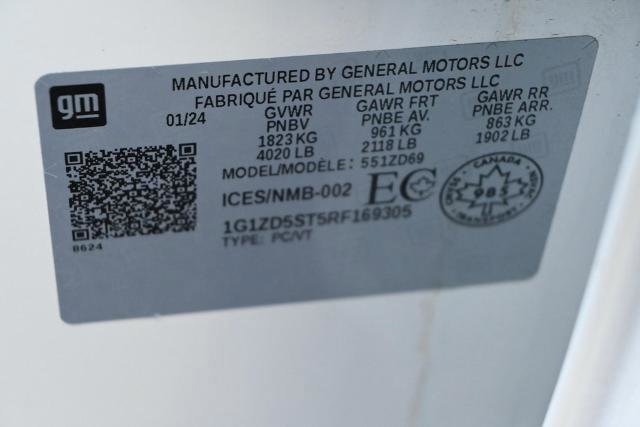 gm
MANUFACTURED BY GENERAL MOTORS LLC
FABRIQUÉ PAR GENERAL MOTORS LLC
01/24 GVWR GAWR FRT GAWR RR
PNBV PNBE AV. PNBE ARR.
1823 KG 961 KG 863 KG
4020 LB 2118 LB 1902 LB
MODEL/MODÈLE: 551ZD69
ICES/NMB-002 EC
CANADA
985
TRANSPORT
1G1ZD5ST5RF169305
TYPE: PC/VT
8624